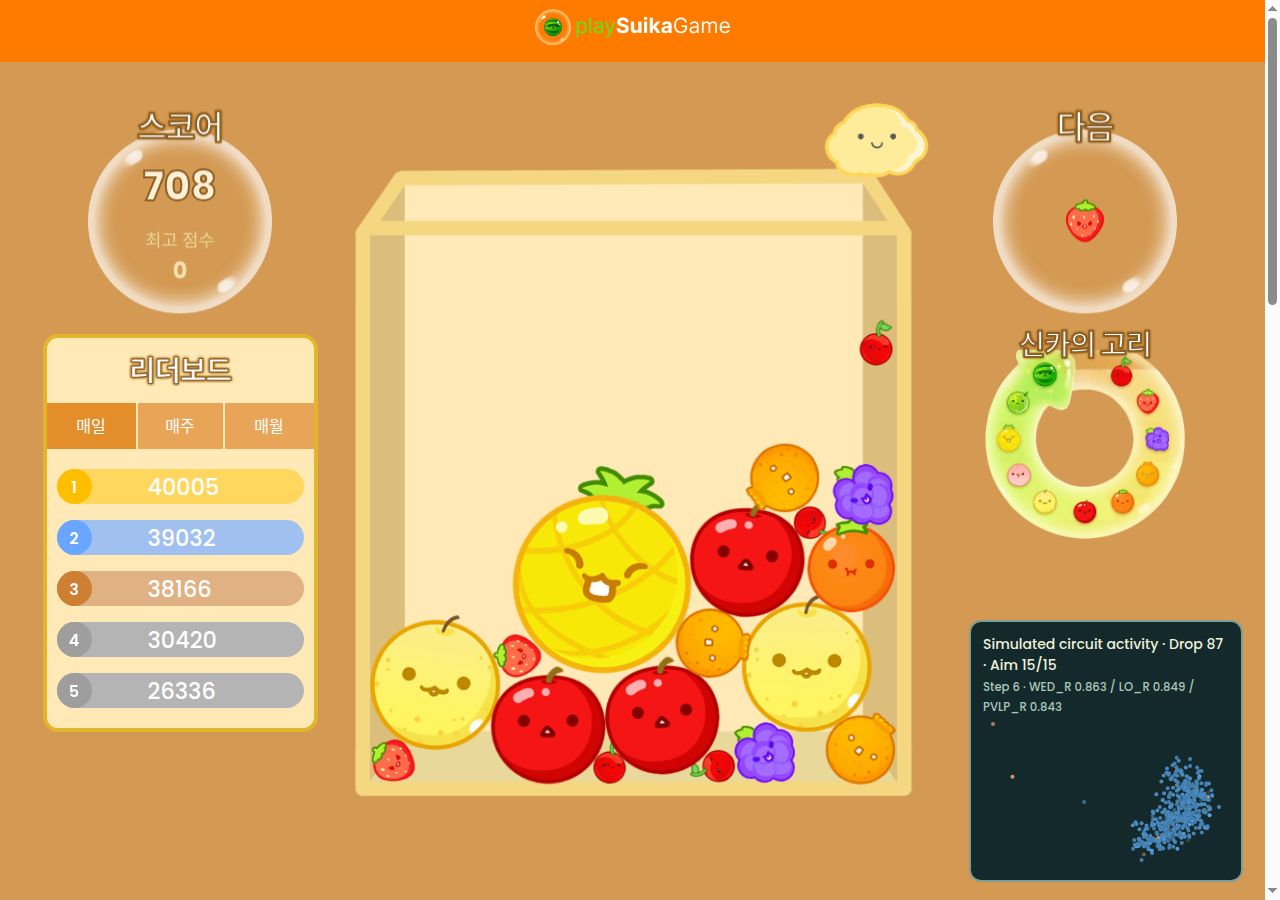 playSuikaGame
스코어
708
최고 점수
0
리더보드
매일
매주
매월
1 40005
2 39032
3 38166
4 30420
5 26336
다음
신카의 고리
Simulated circuit activity · Drop 87
· Aim 15/15
Step 6 · WED_R 0.863 / LO_R 0.849 /
PVLP_R 0.843